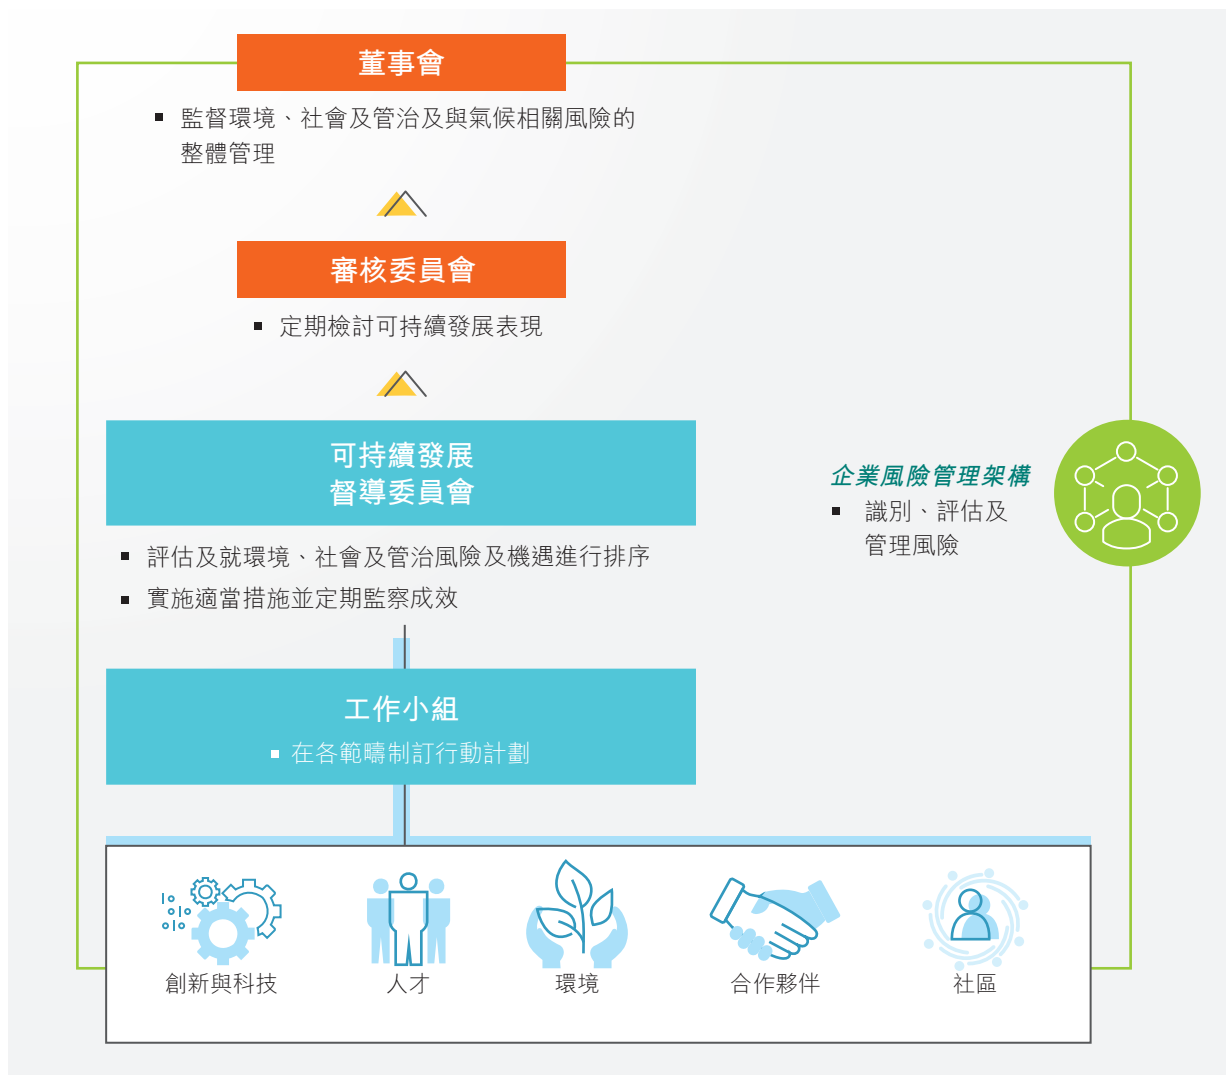 董事會
▪ 監督環境、社會及管治及與氣候相關風險的
整體管理
審核委員會
▪ 定期檢討可持續發展表現
可持續發展
督導委員會
▪ 評估及就環境、社會及管治風險及機遇進行排序
▪ 實施適當措施並定期監察成效
企業風險管理架構
▪ 識別、評估及
管理風險
工作小組
▪ 在各範疇制訂行動計劃
創新與科技
人才
環境
合作夥伴
社區